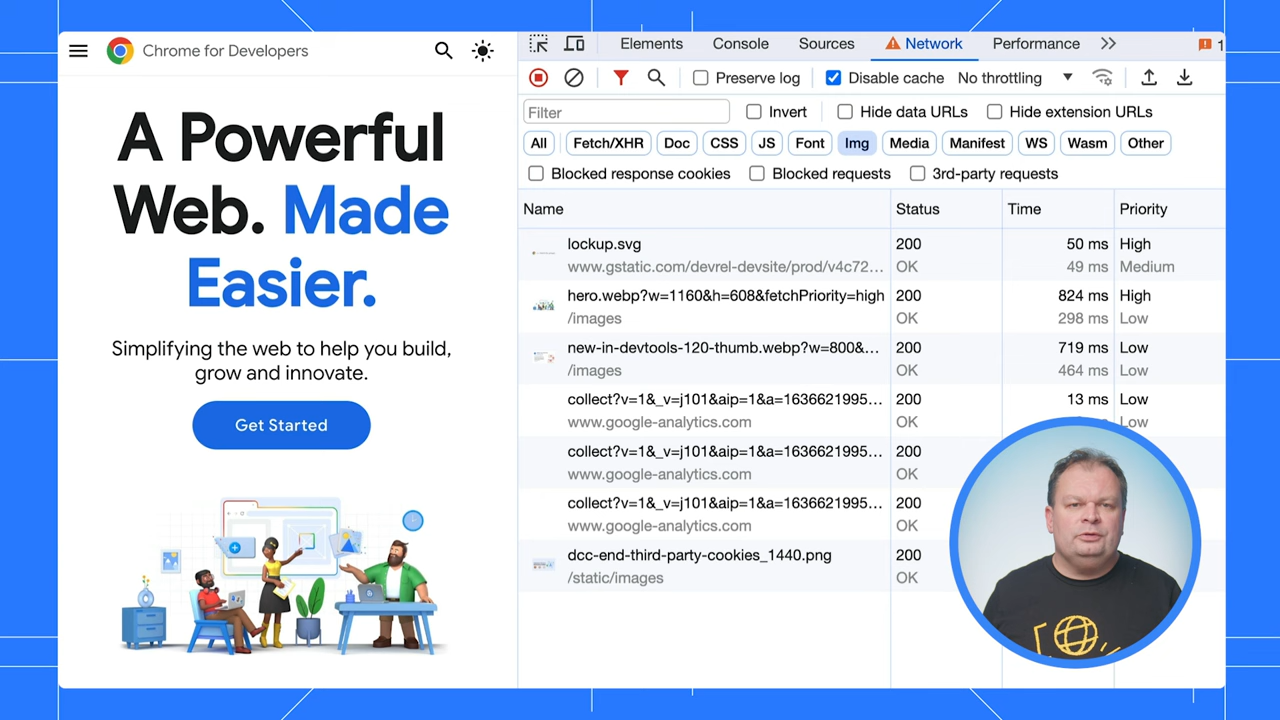 Chrome for Developers
A Powerful
Web. Made
Easier.
Simplifying the web to help you build,
grow and innovate.
Get Started
Elements Console Sources Network Performance 1
Preserve log Disable cache No throttling
Filter Invert Hide data URLs Hide extension URLs
All Fetch/XHR Doc CSS JS Font Img Media Manifest WS Wasm Other
Blocked response cookies Blocked requests 3rd-party requests
Name Status Time Priority
lockup.svg 200 50 ms High
www.gstatic.com/devrel-devsite/prod/v4c72... OK 49 ms Medium
hero.webp?w=1160&h=608&fetchPriority=high 200 824 ms High
/images OK 298 ms Low
new-in-devtools-120-thumb.webp?w=800&... 200 719 ms Low
/images OK 464 ms Low
collect?v=1&_v=j101&aip=1&a=1636621995... 200 13 ms Low
www.google-analytics.com OK Low
collect?v=1&_v=j101&aip=1&a=1636621995... 200
www.google-analytics.com OK
collect?v=1&_v=j101&aip=1&a=1636621995... 200
www.google-analytics.com OK
dcc-end-third-party-cookies_1440.png 200
/static/images OK